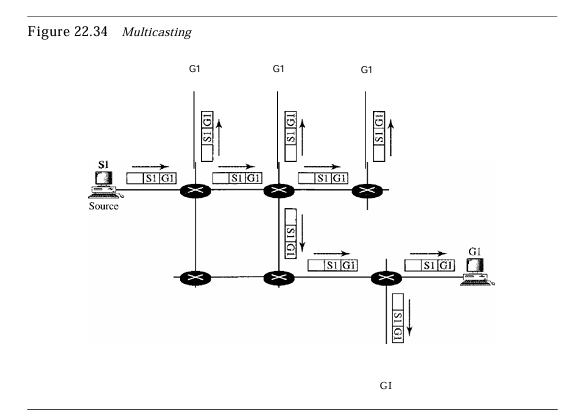 Figure 22.34 Multicasting
G1 G1 G1
S1 G1 S1 G1 S1 G1
S1
S1 G1 S1 G1 S1 G1
Source
S1 G1
G1
S1 G1 S1 G1
S1 G1
GI